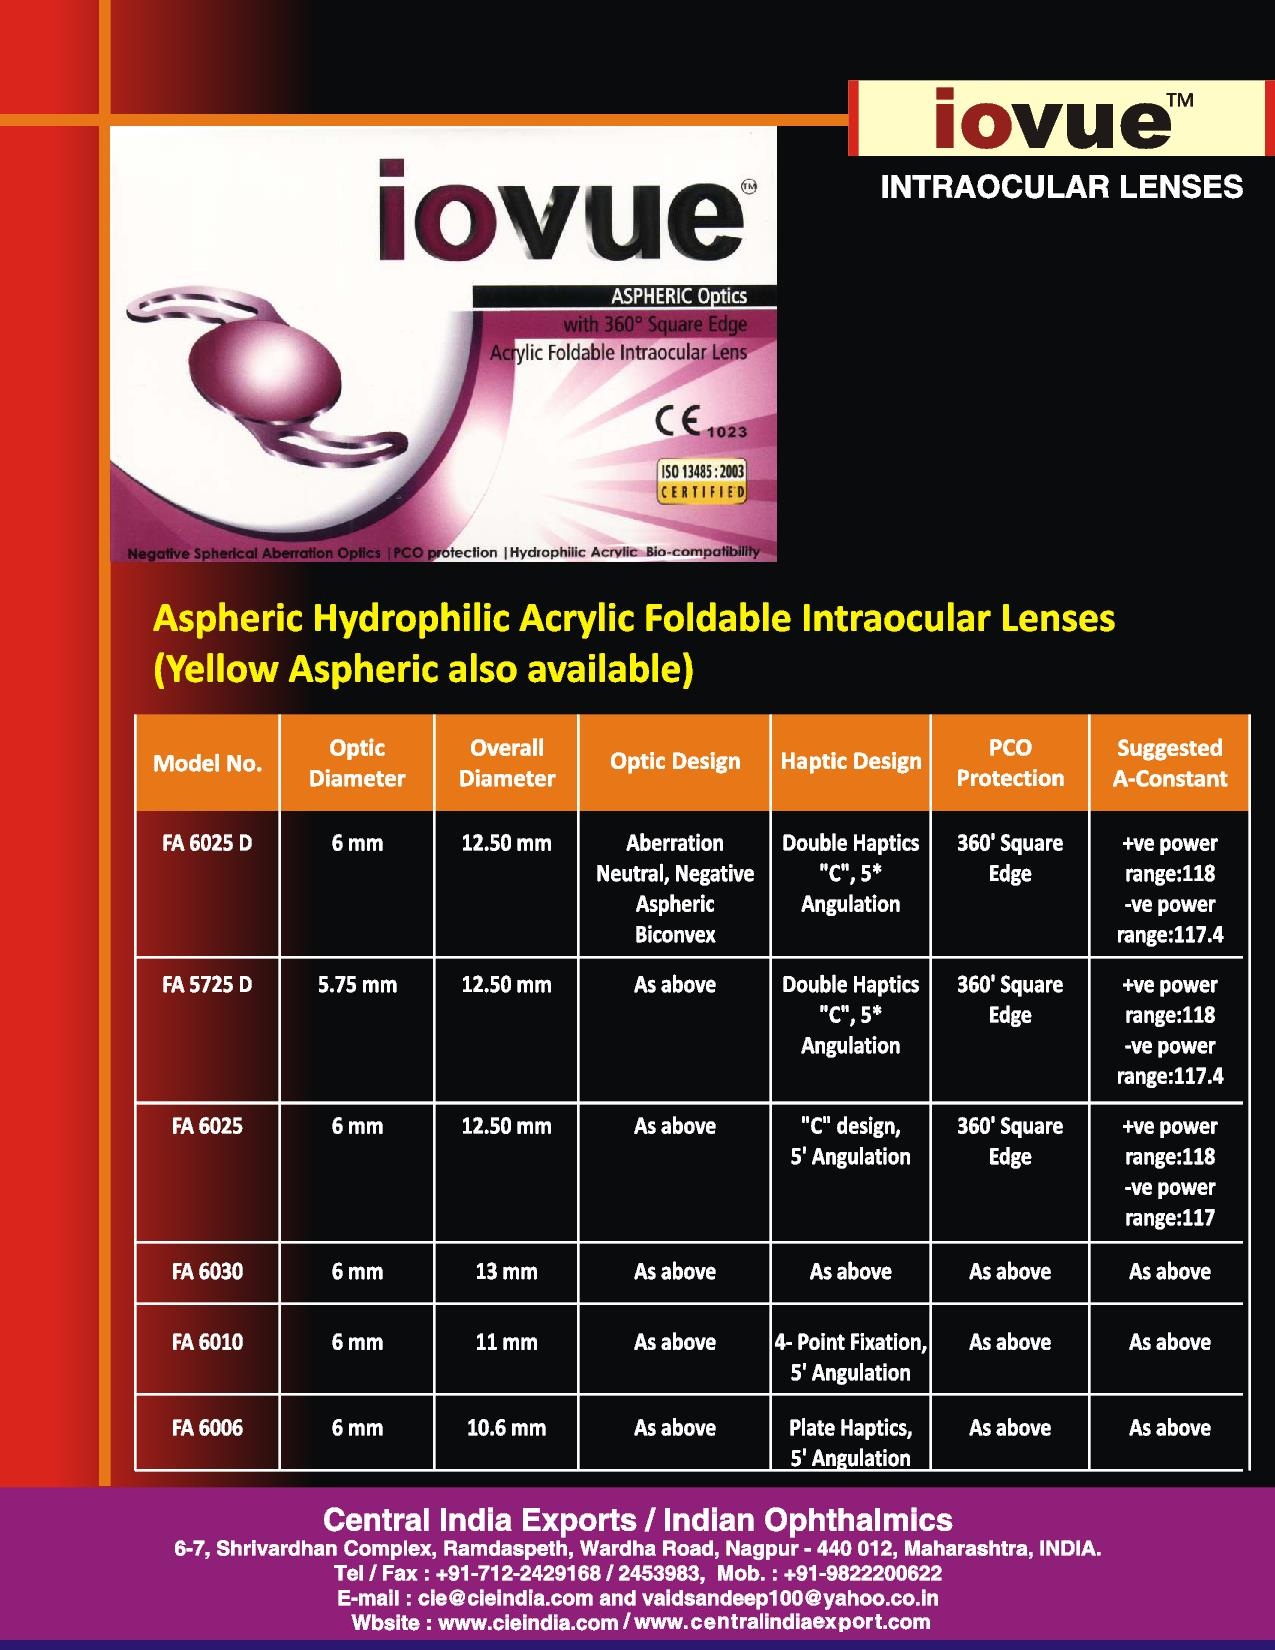 iovue™
INTRAOCULAR LENSES
iovue™
ASPHERIC Optics
with 360° Square Edge
Acrylic Foldable Intraocular Lens
CE 1023
ISO 13485:2003
CERTIFIED
Negative Spherical Aberration Optics | PCO protection | Hydrophilic Acrylic Bio-compatibility
Aspheric Hydrophilic Acrylic Foldable Intraocular Lenses
(Yellow Aspheric also available)
Model No.
Optic
Diameter
Overall
Diameter
Optic Design
Haptic Design
PCO
Protection
Suggested
A-Constant
FA 6025 D
6 mm
12.50 mm
Aberration
Neutral, Negative
Aspheric
Biconvex
Double Haptics
"C", 5*
Angulation
360' Square
Edge
+ve power
range:118
-ve power
range:117.4
FA 5725 D
5.75 mm
12.50 mm
As above
Double Haptics
"C", 5*
Angulation
360' Square
Edge
+ve power
range:118
-ve power
range:117.4
FA 6025
6 mm
12.50 mm
As above
"C" design,
5' Angulation
360' Square
Edge
+ve power
range:118
-ve power
range:117
FA 6030
6 mm
13 mm
As above
As above
As above
As above
FA 6010
6 mm
11 mm
As above
4- Point Fixation,
5' Angulation
As above
As above
FA 6006
6 mm
10.6 mm
As above
Plate Haptics,
5' Angulation
As above
As above
Central India Exports / Indian Ophthalmics
6-7, Shrivardhan Complex, Ramdaspeth, Wardha Road, Nagpur - 440 012, Maharashtra, INDIA.
Tel / Fax : +91-712-2429168 / 2453983, Mob. : +91-9822200622
E-mail : cie@cieindia.com and vaidsandeep100@yahoo.co.in
Wbsite : www.cieindia.com / www.centralindiaexport.com